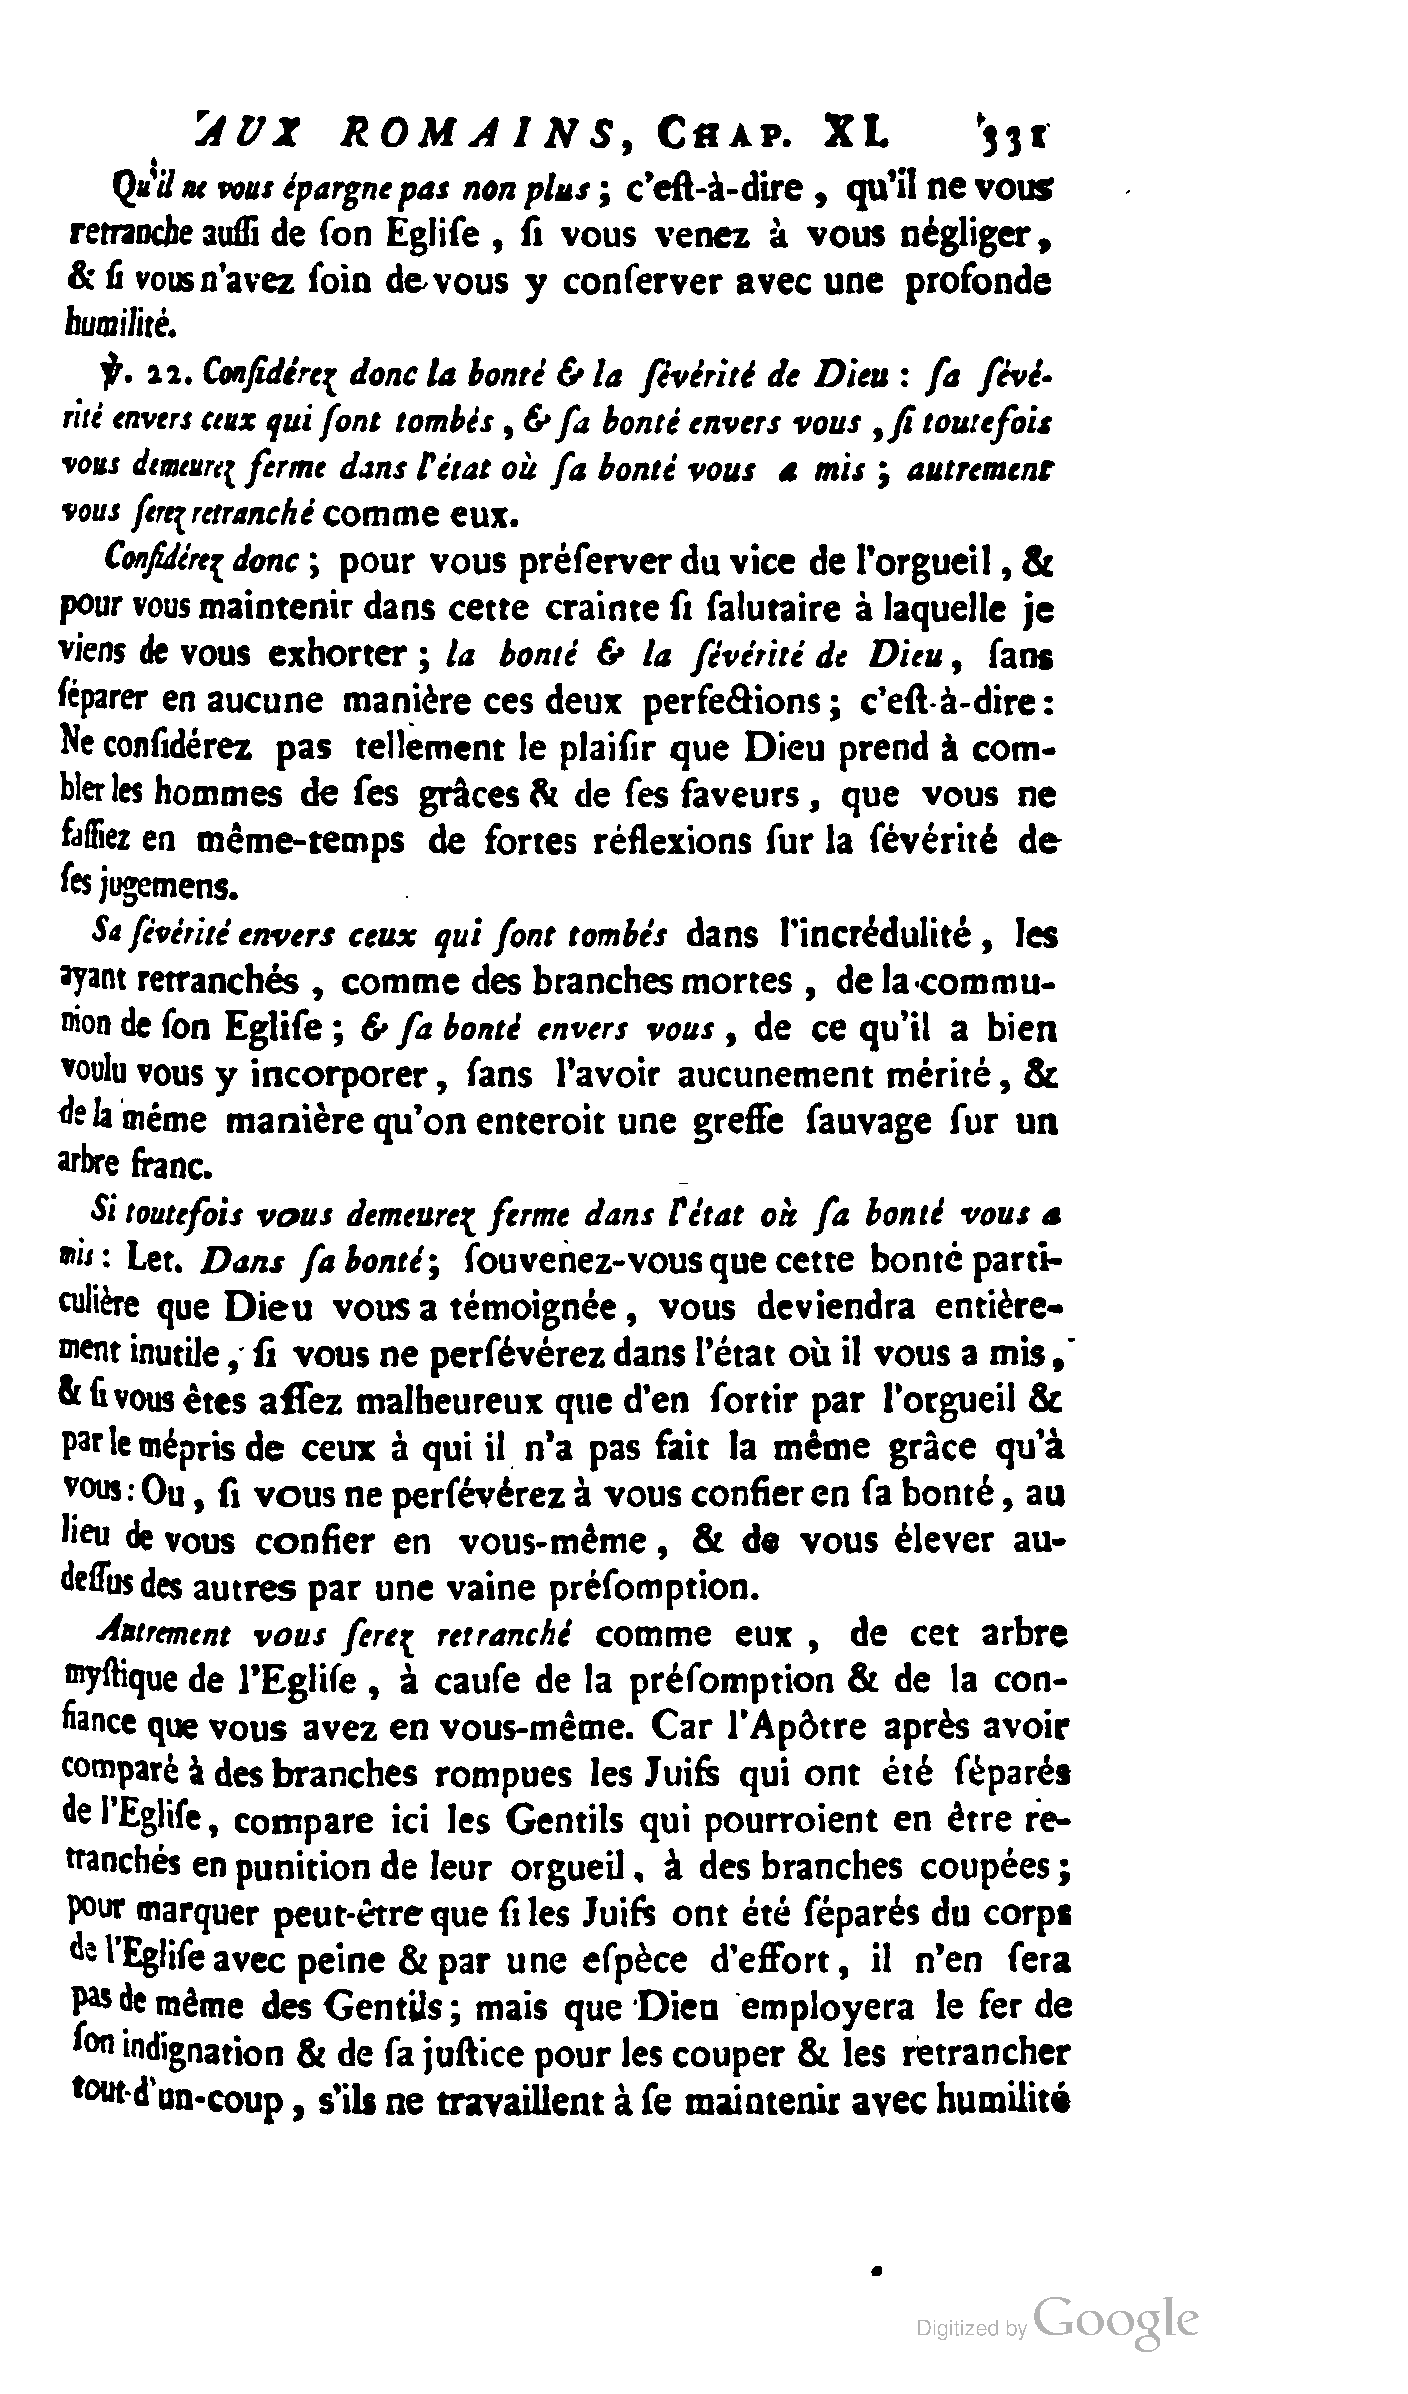 AUX ROMAINS, CHAP. XI. 331
Qu'il ne vous épargne pas non plus ; c'eſt-à-dire , qu'il ne vous
retranche auſſi de ſon Egliſe , ſi vous venez à vous négliger,
& ſi vous n'avez ſoin de vous y conſerver avec une profonde
humilité.
℣. 22. Conſidérez donc la bonté & la ſévérité de Dieu : ſa ſévé-
rité envers ceux qui ſont tombés , & ſa bonté envers vous , ſi toutefois
vous demeurez ferme dans l'état où ſa bonté vous a mis ; autrement
vous ſerez retranché comme eux.
Conſidérez donc ; pour vous préſerver du vice de l'orgueil , &
pour vous maintenir dans cette crainte ſi ſalutaire à laquelle je
viens de vous exhorter ; la bonté & la ſévérité de Dieu, ſans
ſéparer en aucune manière ces deux perfections ; c'eſt-à-dire :
Ne conſidérez pas tellement le plaiſir que Dieu prend à com-
bler les hommes de ſes grâces & de ſes faveurs , que vous ne
faſſiez en même-temps de fortes réflexions ſur la ſévérité de
ſes jugemens.
Sa ſévérité envers ceux qui ſont tombés dans l'incrédulité , les
ayant retranchés , comme des branches mortes , de la commu-
nion de ſon Egliſe ; & ſa bonté envers vous , de ce qu'il a bien
voulu vous y incorporer , ſans l'avoir aucunement mérité , &
de la même manière qu'on enteroit une greffe ſauvage ſur un
arbre franc.
Si toutefois vous demeurez ferme dans l'état où ſa bonté vous a
mis : Let. Dans ſa bonté ; ſouvenez-vous que cette bonté parti-
culière que Dieu vous a témoignée , vous deviendra entière-
ment inutile , ſi vous ne perſévérez dans l'état où il vous a mis ,
& ſi vous êtes aſſez malheureux que d'en ſortir par l'orgueil &
par le mépris de ceux à qui il n'a pas fait la même grâce qu'à
vous : Ou , ſi vous ne perſévérez à vous confier en ſa bonté , au
lieu de vous confier en vous-même , & de vous élever au-
deſſus des autres par une vaine préſomption.
Autrement vous ſerez retranché comme eux , de cet arbre
myſtique de l'Egliſe , à cauſe de la préſomption & de la con-
fiance que vous avez en vous-même. Car l'Apôtre après avoir
comparé à des branches rompues les Juifs qui ont été ſéparés
de l'Egliſe, compare ici les Gentils qui pourroient en être re-
tranchés en punition de leur orgueil , à des branches coupées ;
pour marquer peut-être que ſi les Juifs ont été ſéparés du corps
de l'Egliſe avec peine & par une eſpèce d'effort , il n'en ſera
pas de même des Gentils ; mais que Dieu employera le fer de
ſon indignation & de ſa juſtice pour les couper & les retrancher
tout-d'un-coup , s'ils ne travaillent à ſe maintenir avec humilité
Digitized by Google